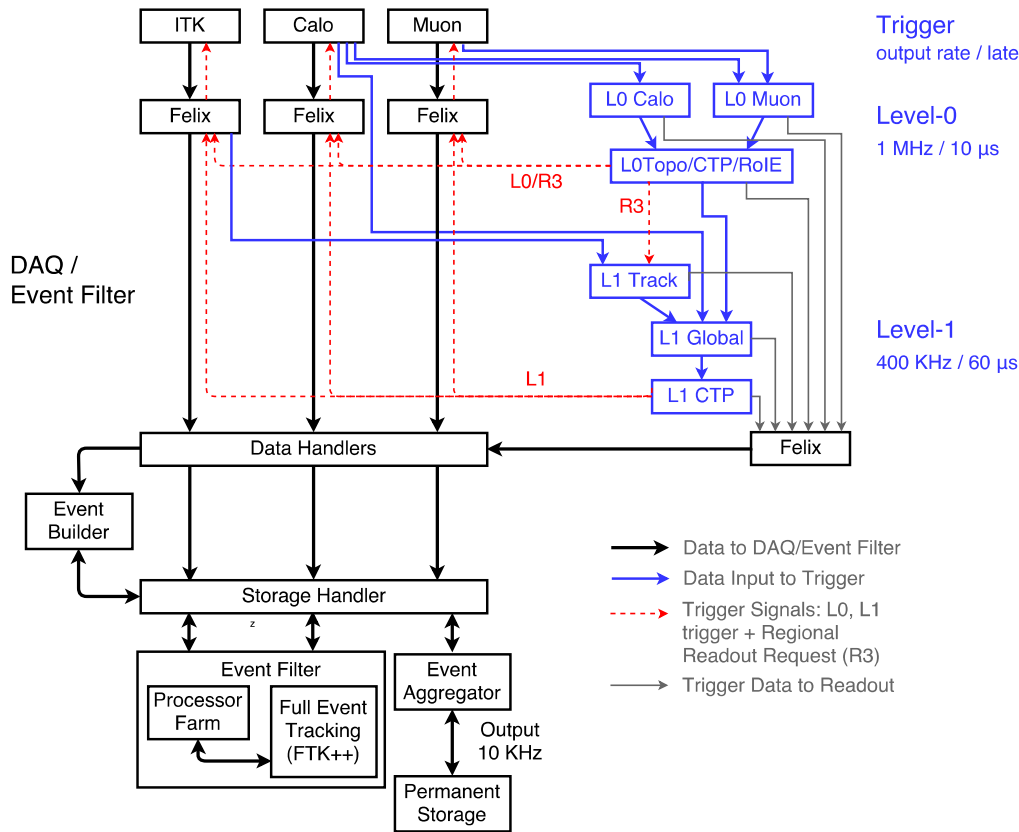 ITK
Calo
Muon
Trigger
output rate / late
L0 Calo
L0 Muon
Felix
Felix
Felix
Level-0
1 MHz / 10 µs
L0Topo/CTP/RoIE
L0/R3
R3
DAQ /
Event Filter
L1 Track
L1 Global
Level-1
400 KHz / 60 µs
L1
L1 CTP
Data Handlers
Felix
Event
Builder
Data to DAQ/Event Filter
Data Input to Trigger
Storage Handler
Trigger Signals: L0, L1
trigger + Regional
Readout Request (R3)
z
Trigger Data to Readout
Event Filter
Processor
Farm
Full Event
Tracking
(FTK++)
Event
Aggregator
Output
10 KHz
Permanent
Storage